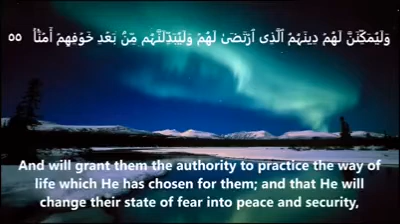 وَلَيُمَكِّنَنَّ لَهُمْ دِينَهُمُ ٱلَّذِى ٱرْتَضَىٰ لَهُمْ وَلَيُبَدِّلَنَّهُم مِّنۢ بَعْدِ خَوْفِهِمْ أَمْنًا ٥٥
And will grant them the authority to practice the way of
life which He has chosen for them; and that He will
change their state of fear into peace and security,